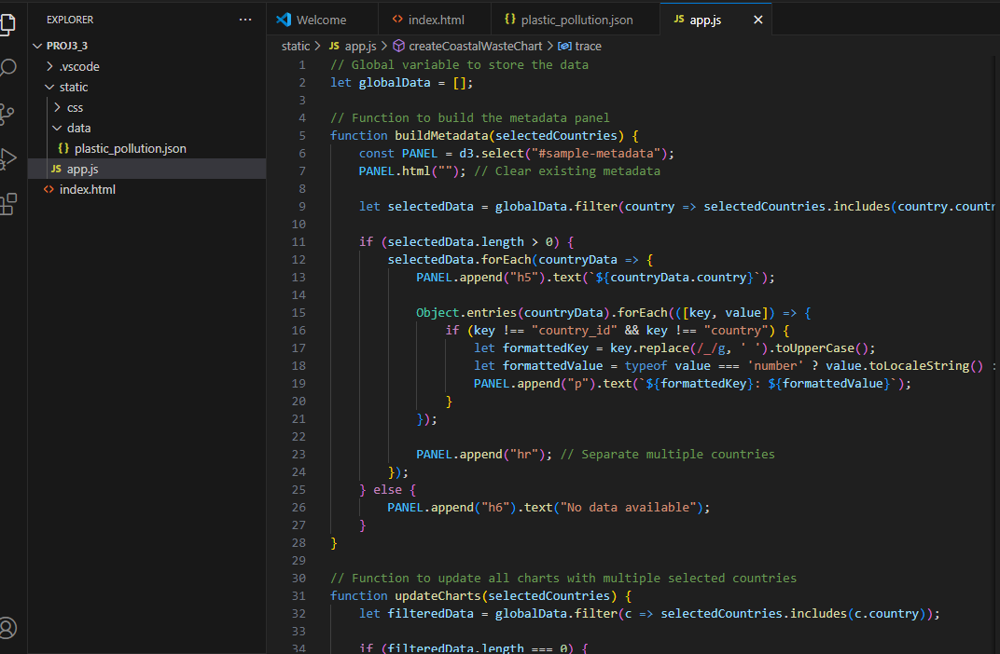 EXPLORER
...
PROJ3_3
.vscode
static
css
data
{} plastic_pollution.json
JS app.js
<> index.html
Welcome
<> index.html
{} plastic_pollution.json
JS app.js ×
static > JS app.js > createCoastalWasteChart > trace
1 // Global variable to store the data
2 let globalData = [];
3
4 // Function to build the metadata panel
5 function buildMetadata(selectedCountries) {
6 const PANEL = d3.select("#sample-metadata");
7 PANEL.html(""); // Clear existing metadata
8
9 let selectedData = globalData.filter(country => selectedCountries.includes(country.countr
10
11 if (selectedData.length > 0) {
12 selectedData.forEach(countryData => {
13 PANEL.append("h5").text(`${countryData.country}`);
14
15 Object.entries(countryData).forEach(([key, value]) => {
16 if (key !== "country_id" && key !== "country") {
17 let formattedKey = key.replace(/_/g, ' ').toUpperCase();
18 let formattedValue = typeof value === 'number' ? value.toLocaleString() :
19 PANEL.append("p").text(`${formattedKey}: ${formattedValue}`);
20 }
21 });
22
23 PANEL.append("hr"); // Separate multiple countries
24 });
25 } else {
26 PANEL.append("h6").text("No data available");
27 }
28 }
29
30 // Function to update all charts with multiple selected countries
31 function updateCharts(selectedCountries) {
32 let filteredData = globalData.filter(c => selectedCountries.includes(c.country));
33
34 if (filteredData.length === 0) {